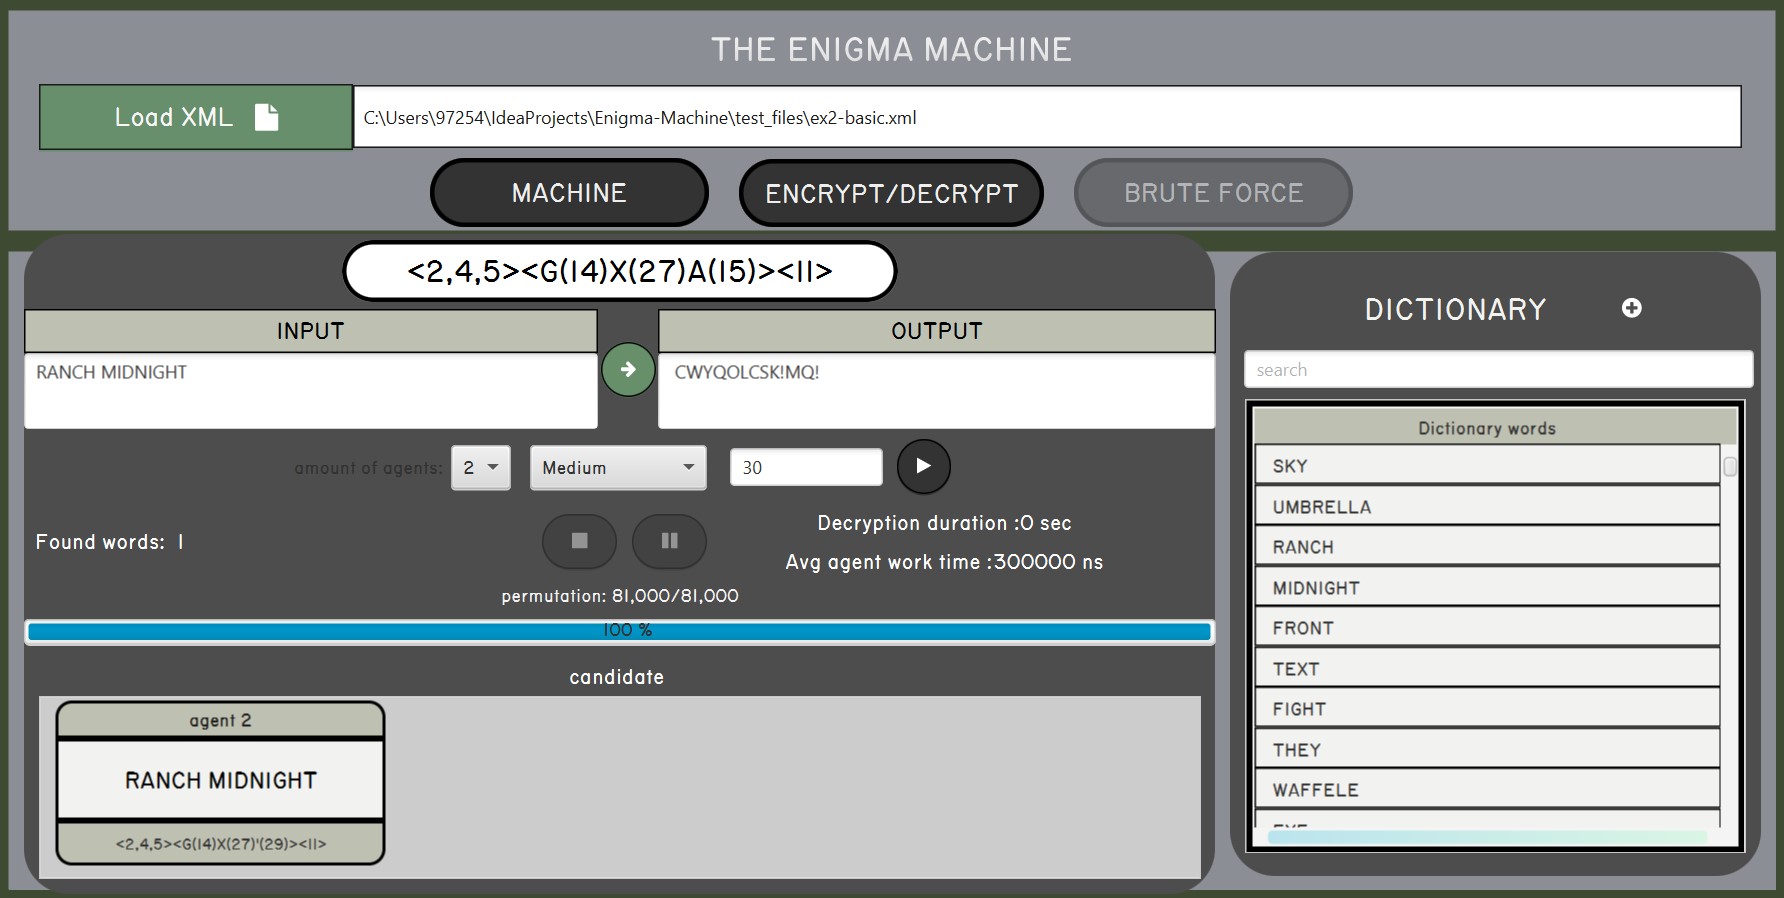 THE ENIGMA MACHINE
Load XML
C:\Users\97254\IdeaProjects\Enigma-Machine\test_files\ex2-basic.xml
MACHINE
ENCRYPT/DECRYPT
BRUTE FORCE
<2,4,5><G(14)X(27)A(15)><II>
INPUT
OUTPUT
RANCH MIDNIGHT
CWYQOLCSK!MQ!
amount of agents:
2
Medium
30
Found words: 1
Decryption duration :0 sec
Avg agent work time :300000 ns
permutation: 81,000/81,000
100 %
candidate
agent 2
RANCH MIDNIGHT
<2,4,5><G(14)X(27)'(29)><II>
DICTIONARY
search
Dictionary words
SKY
UMBRELLA
RANCH
MIDNIGHT
FRONT
TEXT
FIGHT
THEY
WAFFELE